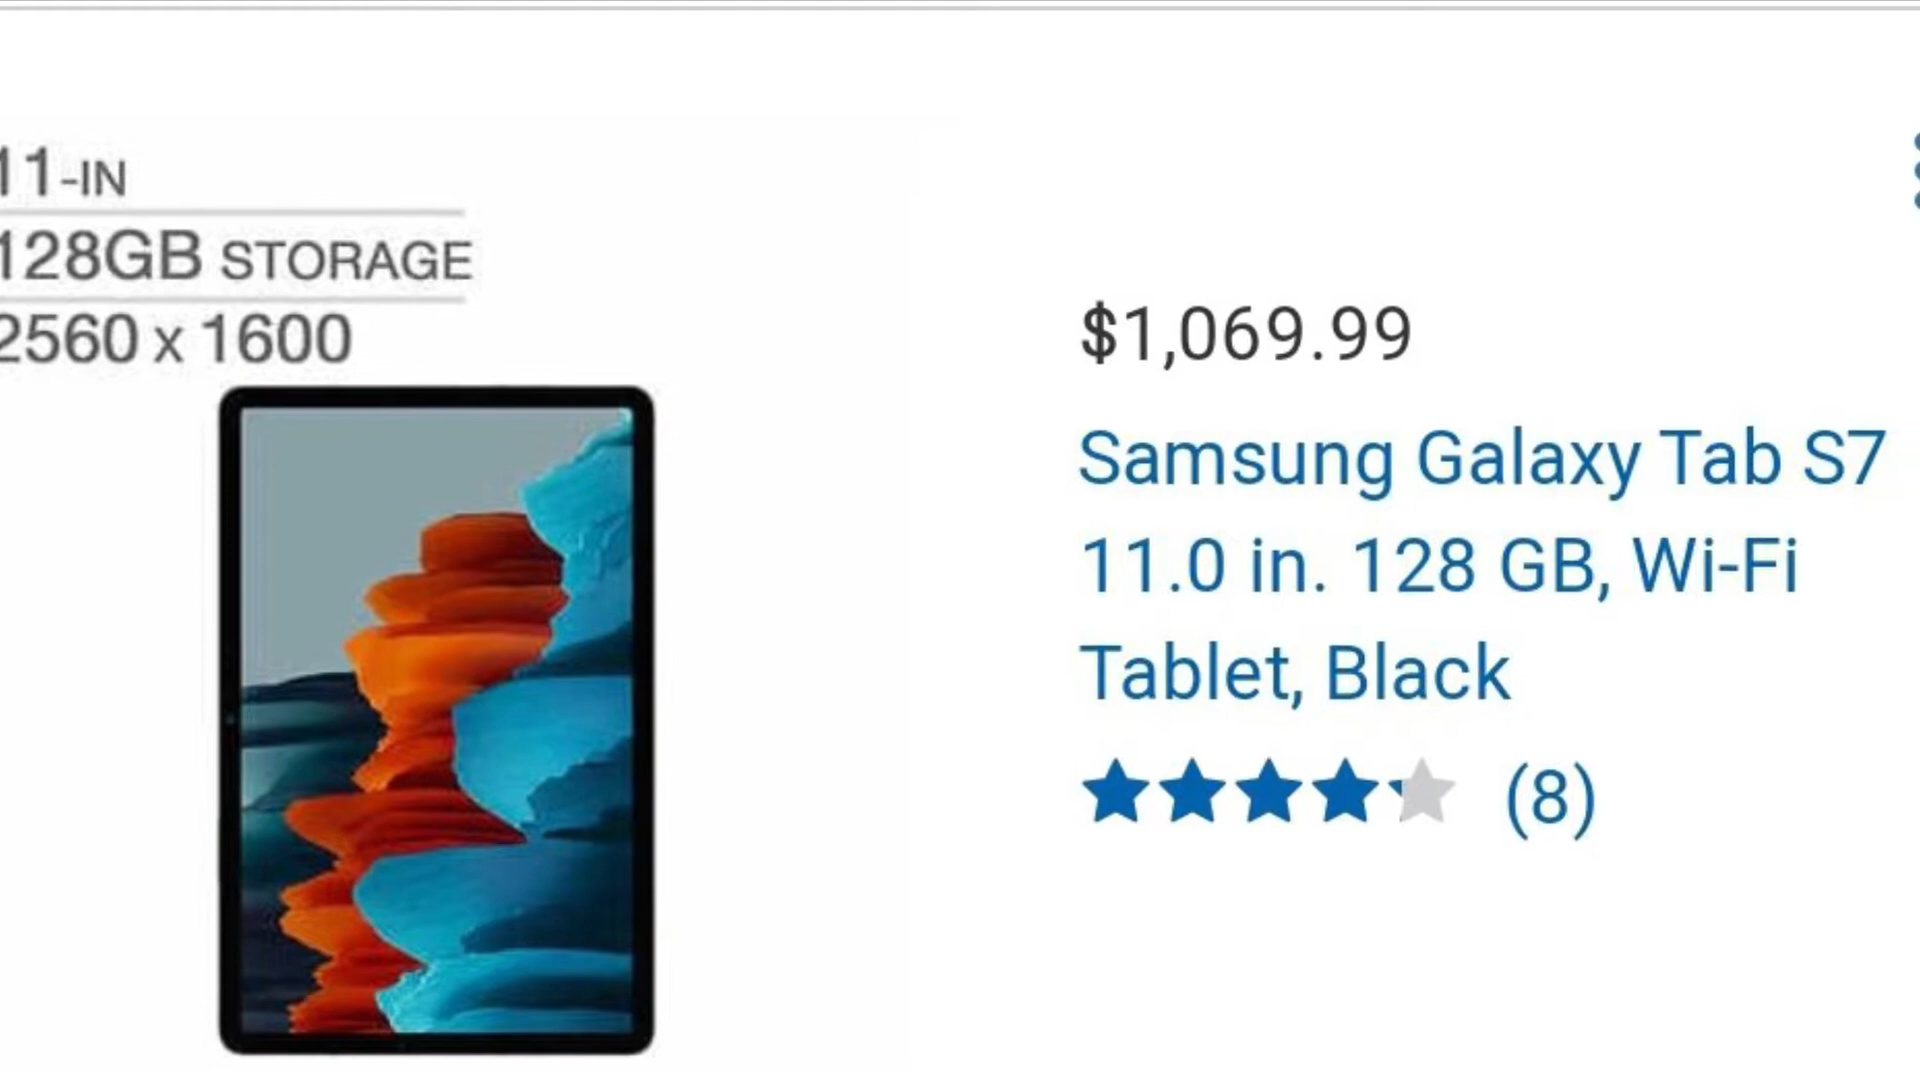 11-IN
128GB STORAGE
2560 x 1600
$1,069.99
Samsung Galaxy Tab S7
11.0 in. 128 GB, Wi-Fi
Tablet, Black
(8)